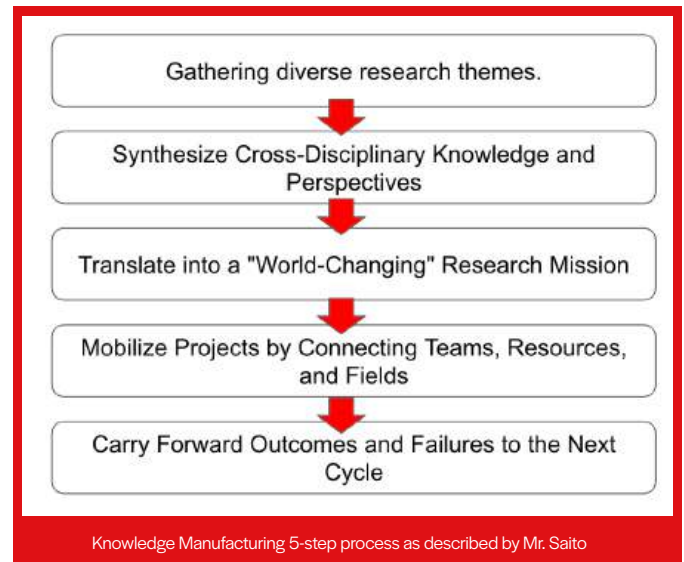 Gathering diverse research themes.
Synthesize Cross-Disciplinary Knowledge and
Perspectives
Translate into a "World-Changing" Research Mission
Mobilize Projects by Connecting Teams, Resources,
and Fields
Carry Forward Outcomes and Failures to the Next
Cycle
Knowledge Manufacturing 5-step process as described by Mr. Saito